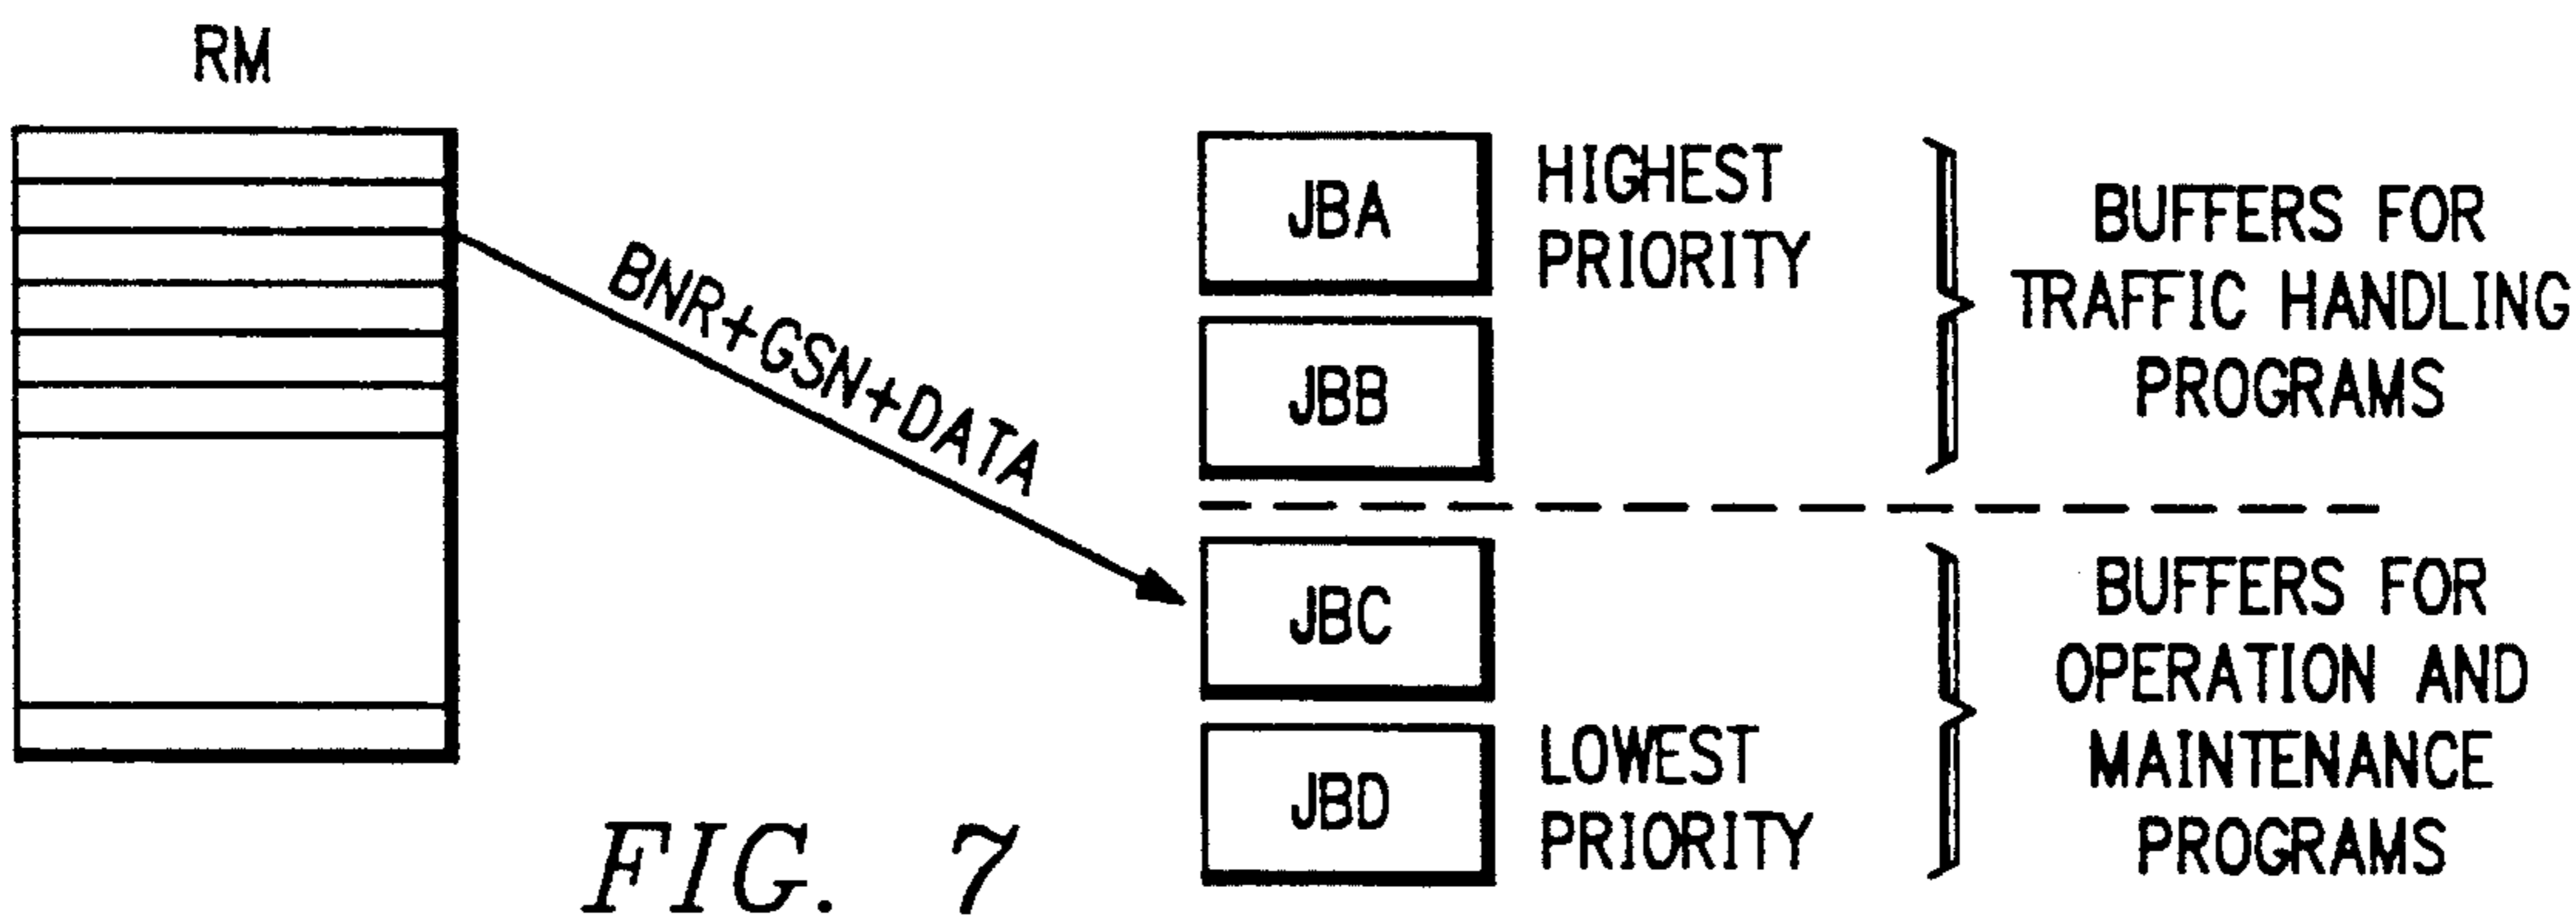 RM
BNR+GSN+DATA
JBA
HIGHEST
PRIORITY
JBB
BUFFERS FOR
TRAFFIC HANDLING
PROGRAMS
JBC
JBD
LOWEST
PRIORITY
BUFFERS FOR
OPERATION AND
MAINTENANCE
PROGRAMS
FIG. 7